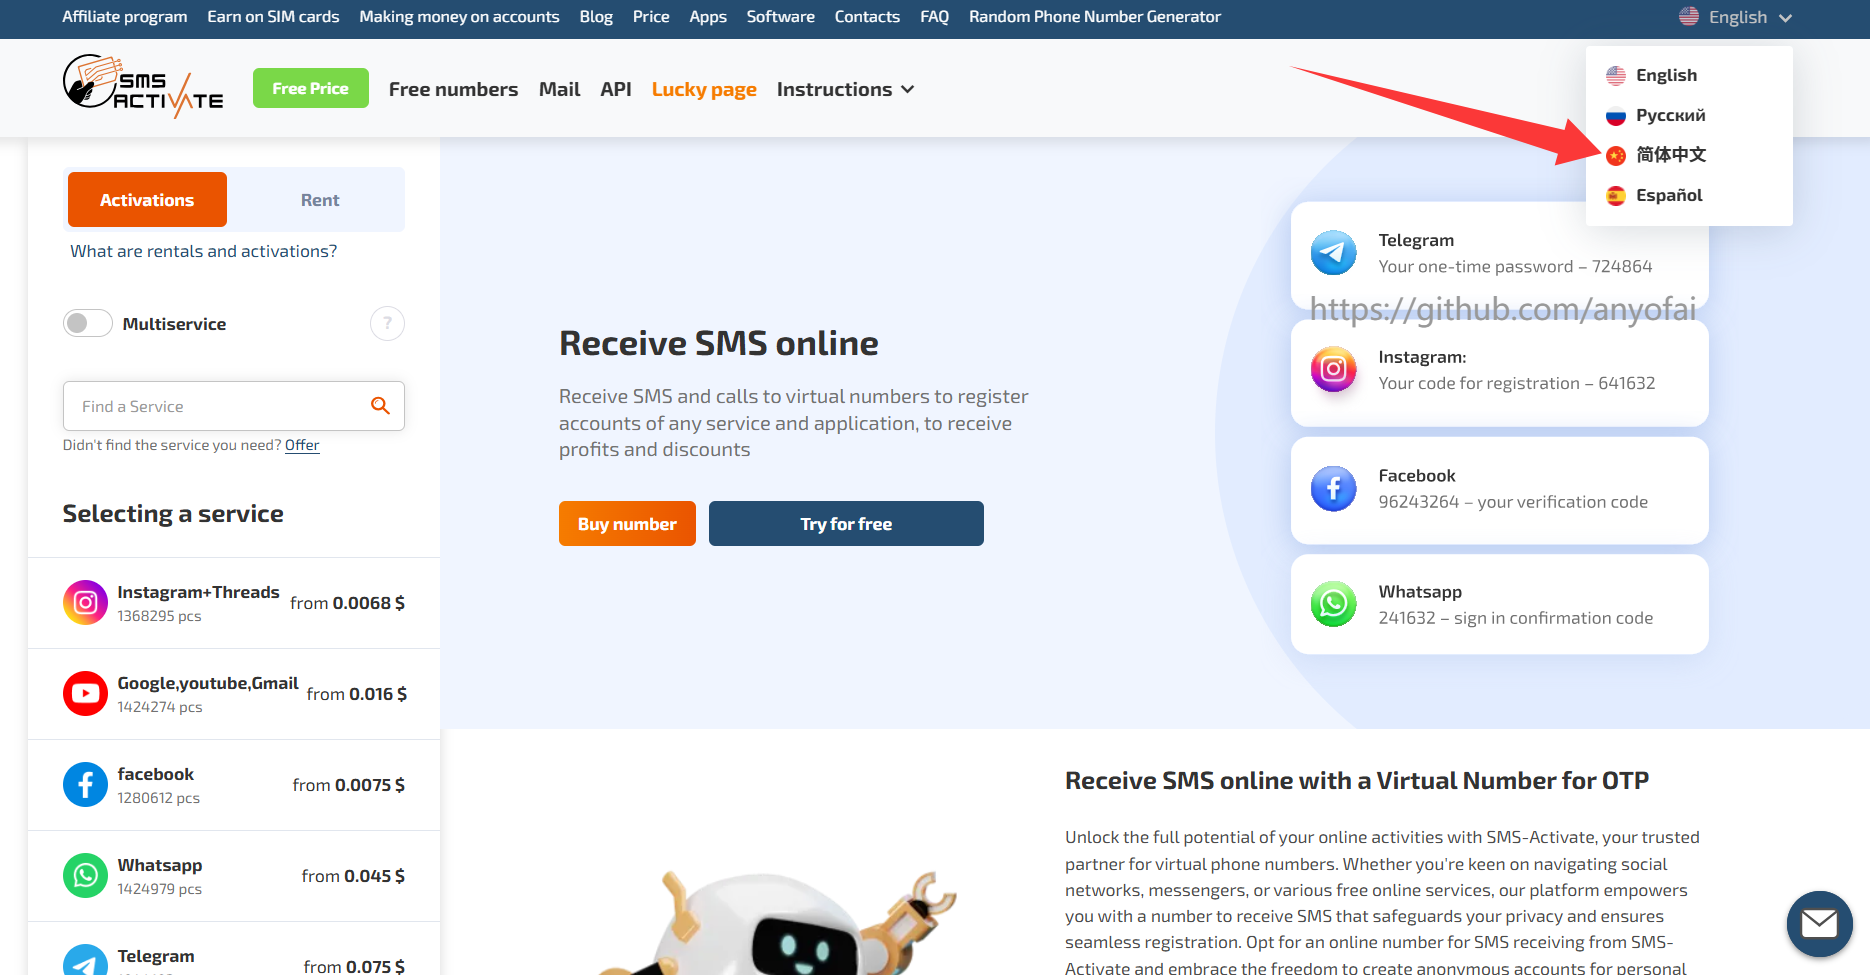 Affiliate program Earn on SIM cards Making money on accounts Blog Price Apps Software Contacts FAQ Random Phone Number Generator English
SMS
ACTIVATE
Free Price Free numbers Mail API Lucky page Instructions
English
Русский
简体中文
Español
Activations Rent
What are rentals and activations?
Multiservice ?
Find a Service
Didn't find the service you need? Offer
Selecting a service
Instagram+Threads
1368295 pcs
from 0.0068 $
Google,youtube,Gmail
1424274 pcs
from 0.016 $
facebook
1280612 pcs
from 0.0075 $
Whatsapp
1424979 pcs
from 0.045 $
Telegram
from 0.075 $
Receive SMS online
Receive SMS and calls to virtual numbers to register
accounts of any service and application, to receive
profits and discounts
Buy number Try for free
Telegram
Your one-time password – 724864
https://github.com/anyofai
Instagram:
Your code for registration – 641632
Facebook
96243264 – your verification code
Whatsapp
241632 – sign in confirmation code
Receive SMS online with a Virtual Number for OTP
Unlock the full potential of your online activities with SMS-Activate, your trusted
partner for virtual phone numbers. Whether you're keen on navigating social
networks, messengers, or various free online services, our platform empowers
you with a number to receive SMS that safeguards your privacy and ensures
seamless registration. Opt for an online number for SMS receiving from SMS-
Activate and embrace the freedom to create anonymous accounts for personal